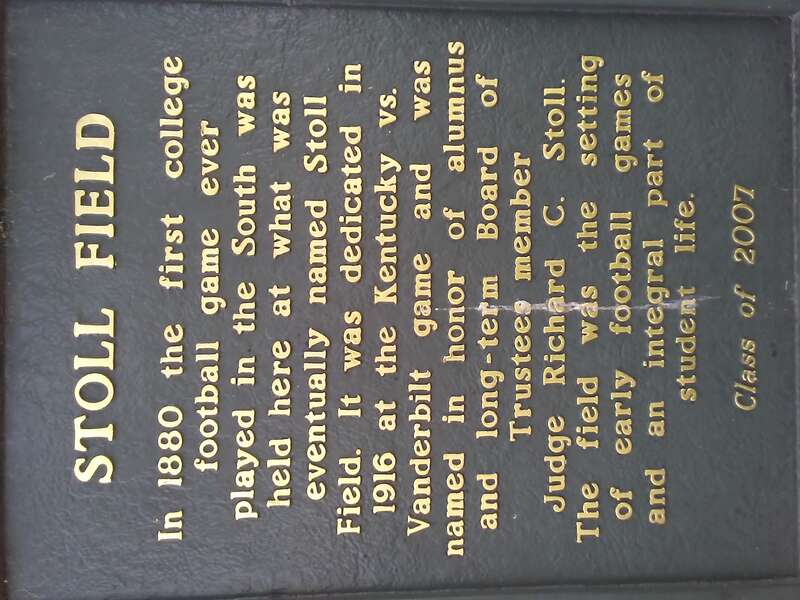 STOLL FIELD
In 1880 the first college
football game ever
played in the South was
held here at what was
eventually named Stoll
Field. It was dedicated in
1916 at the Kentucky vs.
Vanderbilt game and was
named in honor of alumnus
and long-term Board of
Trustees member
Judge Richard C. Stoll.
The field was the setting
of early football games
and an integral part of
student life.
Class of 2007